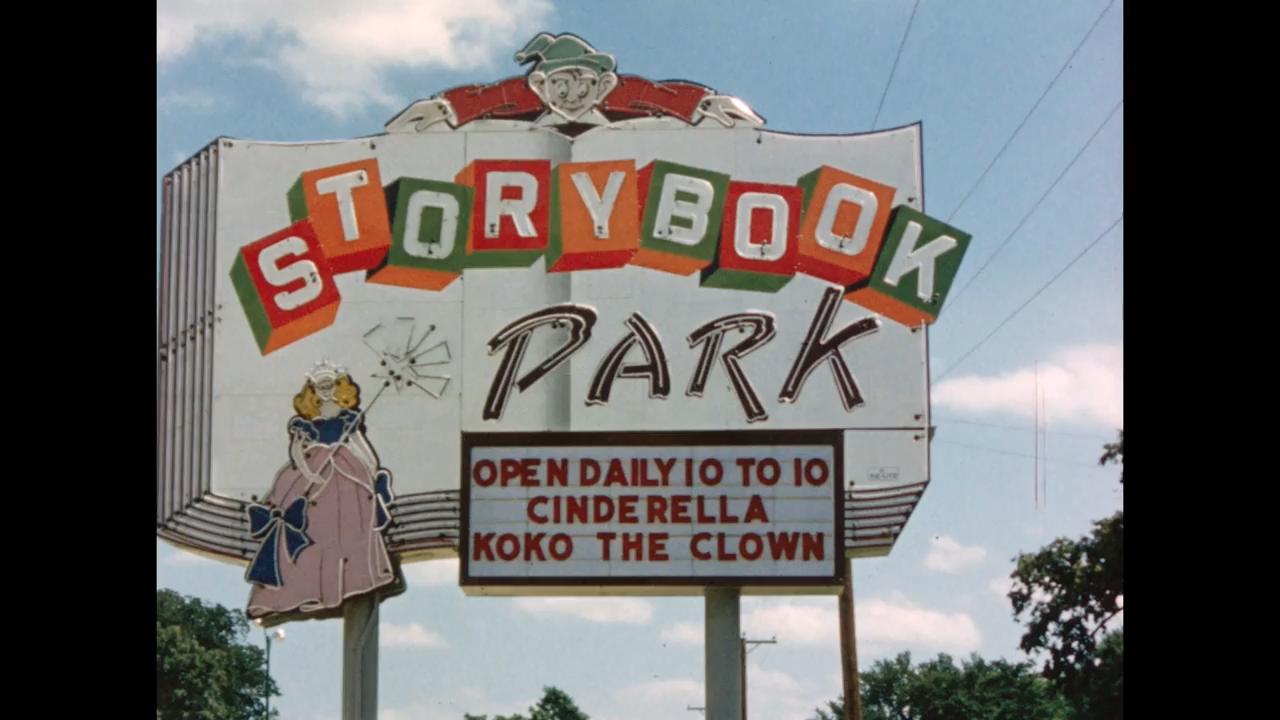 STORYBOOK
PARK
OPEN DAILY 10 TO 10
CINDERELLA
KOKO THE CLOWN